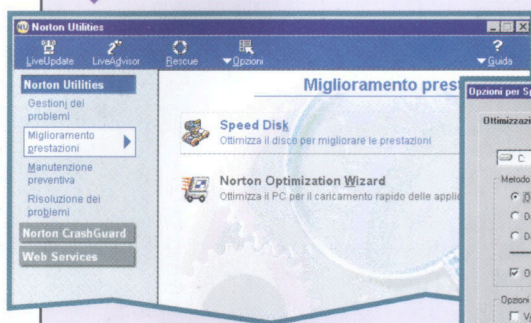 Norton Utilities
LiveUpdate LiveAdvisor Rescue Opzioni Guida
Norton Utilities
Gestioni dei
problemi
Miglioramento
prestazioni
Manutenzione
preventiva
Risoluzione dei
problemi
Norton CrashGuard
Web Services
Miglioramento prest
Speed Disk
Ottimizza il disco per migliorare le prestazioni
Norton Optimization Wizard
Ottimizza il PC per il caricamento rapido delle applic
Opzioni per Sp
Ottimizzazi
C:
Metodo
Opzioni